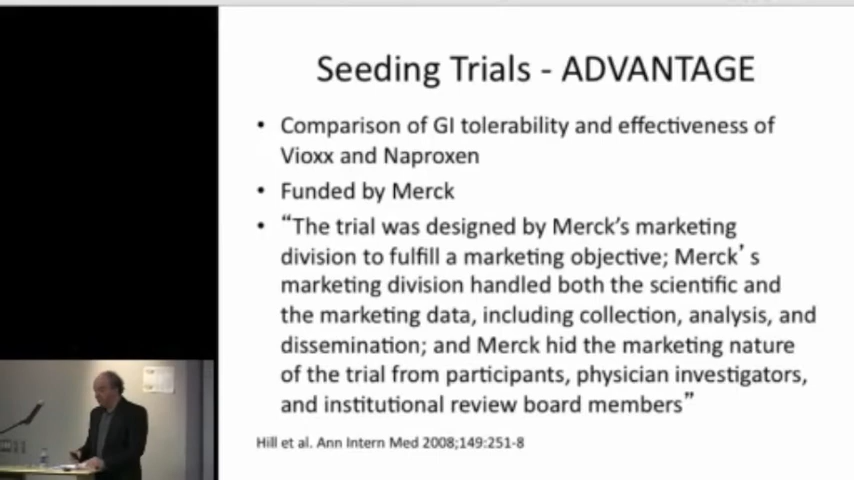 Seeding Trials - ADVANTAGE
• Comparison of GI tolerability and effectiveness of
Vioxx and Naproxen
• Funded by Merck
• “The trial was designed by Merck’s marketing
division to fulfill a marketing objective; Merck’s
marketing division handled both the scientific and
the marketing data, including collection, analysis, and
dissemination; and Merck hid the marketing nature
of the trial from participants, physician investigators,
and institutional review board members”
Hill et al. Ann Intern Med 2008;149:251-8